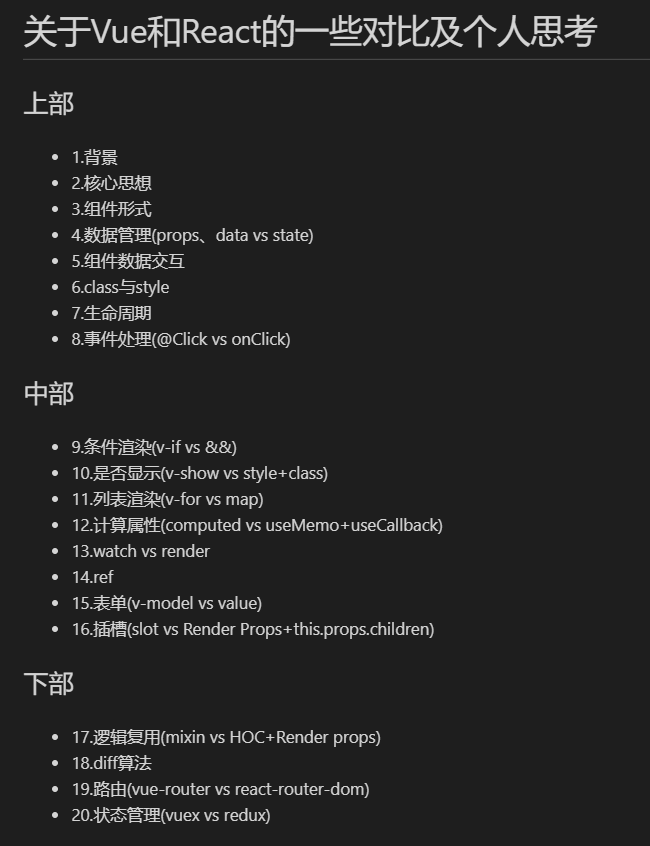 关于Vue和React的一些对比及个人思考
上部
1.背景
2.核心思想
3.组件形式
4.数据管理(props、data vs state)
5.组件数据交互
6.class与style
7.生命周期
8.事件处理(@Click vs onClick)
中部
9.条件渲染(v-if vs &&)
10.是否显示(v-show vs style+class)
11.列表渲染(v-for vs map)
12.计算属性(computed vs useMemo+useCallback)
13.watch vs render
14.ref
15.表单(v-model vs value)
16.插槽(slot vs Render Props+this.props.children)
下部
17.逻辑复用(mixin vs HOC+Render props)
18.diff算法
19.路由(vue-router vs react-router-dom)
20.状态管理(vuex vs redux)